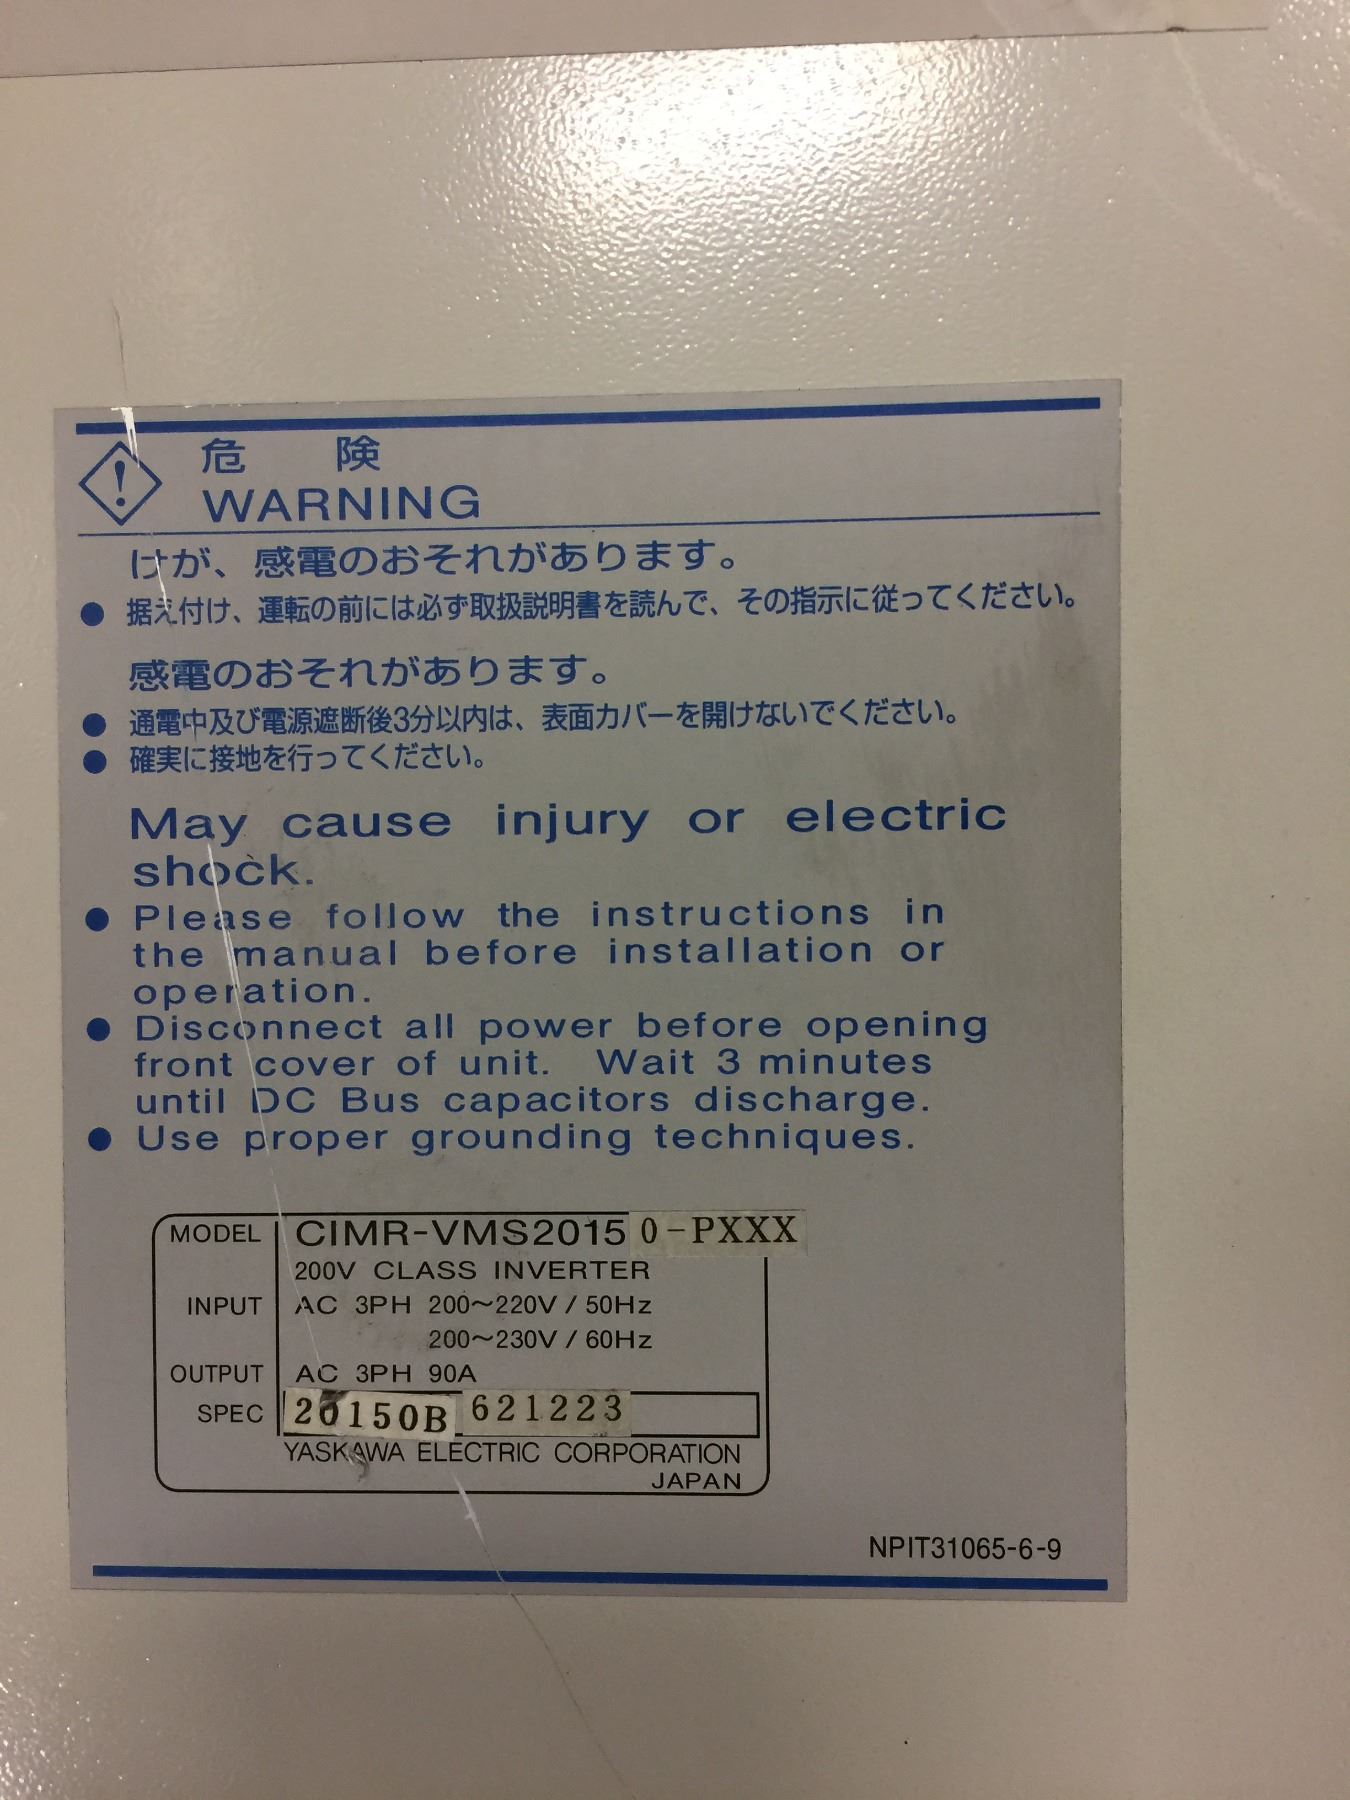 危 険
WARNING
けが、感電のおそれがあります。
● 据え付け、運転の前には必ず取扱説明書を読んで、その指示に従ってください。
感電のおそれがあります。
● 通電中及び電源遮断後3分以内は、表面カバーを開けないでください。
● 確実に接地を行ってください。
May cause injury or electric
shock.
● Please follow the instructions in
the manual before installation or
operation.
● Disconnect all power before opening
front cover of unit. Wait 3 minutes
until DC Bus capacitors discharge.
● Use proper grounding techniques.
MODEL CIMR-VMS20150-PXXX
200V CLASS INVERTER
INPUT AC 3PH 200~220V / 50Hz
200~230V / 60Hz
OUTPUT AC 3PH 90A
SPEC 20150B 621223
YASKAWA ELECTRIC CORPORATION
JAPAN
NPIT31065-6-9